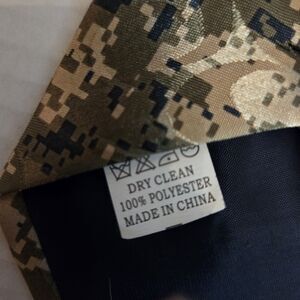 DRY CLEAN
100% POLYESTER
MADE IN CHINA